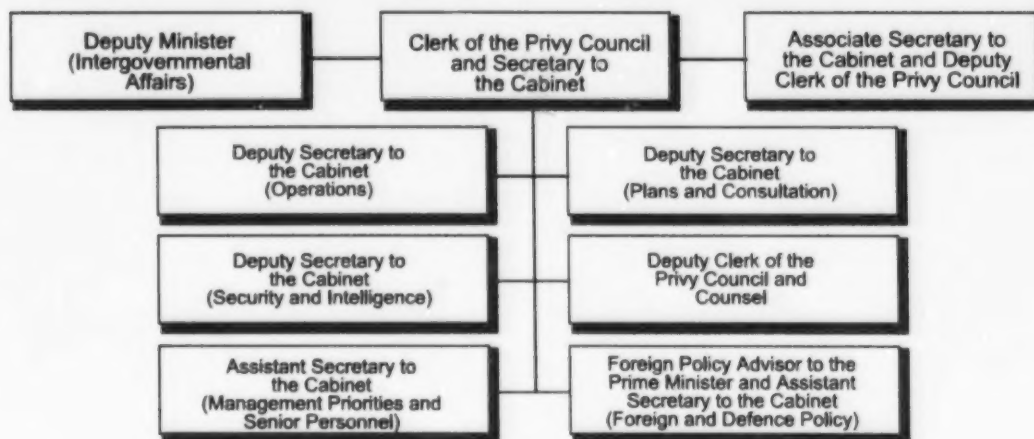 Deputy Minister
(Intergovernmental
Affairs)
Clerk of the Privy Council
and Secretary to
the Cabinet
Associate Secretary to
the Cabinet and Deputy
Clerk of the Privy Council
Deputy Secretary to
the Cabinet
(Operations)
Deputy Secretary to
the Cabinet
(Plans and Consultation)
Deputy Secretary to
the Cabinet
(Security and Intelligence)
Deputy Clerk of the
Privy Council and
Counsel
Assistant Secretary to
the Cabinet
(Management Priorities and
Senior Personnel)
Foreign Policy Advisor to the
Prime Minister and Assistant
Secretary to the Cabinet
(Foreign and Defence Policy)